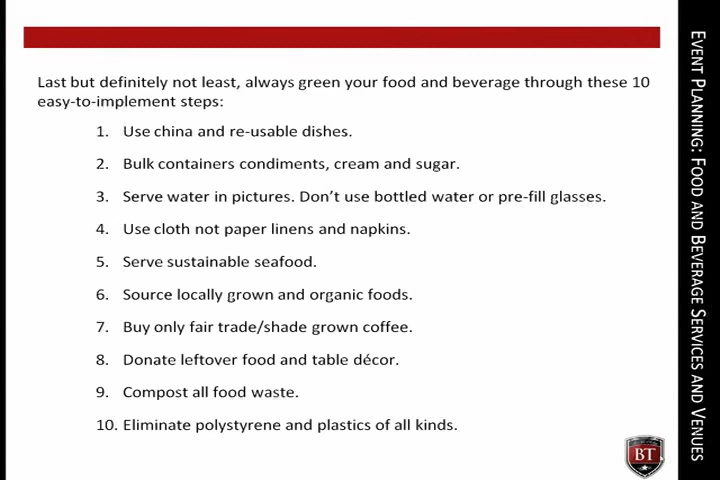 Last but definitely not least, always green your food and beverage through these 10
easy-to-implement steps:
1. Use china and re-usable dishes.
2. Bulk containers condiments, cream and sugar.
3. Serve water in pictures. Don't use bottled water or pre-fill glasses.
4. Use cloth not paper linens and napkins.
5. Serve sustainable seafood.
6. Source locally grown and organic foods.
7. Buy only fair trade/shade grown coffee.
8. Donate leftover food and table décor.
9. Compost all food waste.
10. Eliminate polystyrene and plastics of all kinds.
Event Planning: Food and Beverage Services and Venues
BT